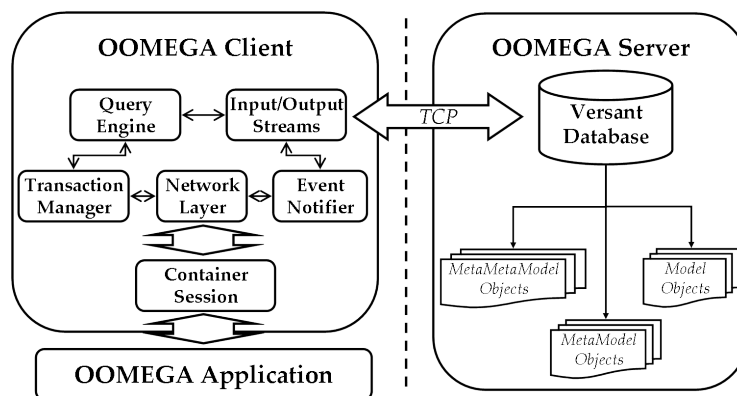 OOMEGA Client
Query
Engine
Input/Output
Streams
Transaction
Manager
Network
Layer
Event
Notifier
Container
Session
OOMEGA Application
TCP
OOMEGA Server
Versant
Database
MetaMetaModel
Objects
Model
Objects
MetaModel
Objects